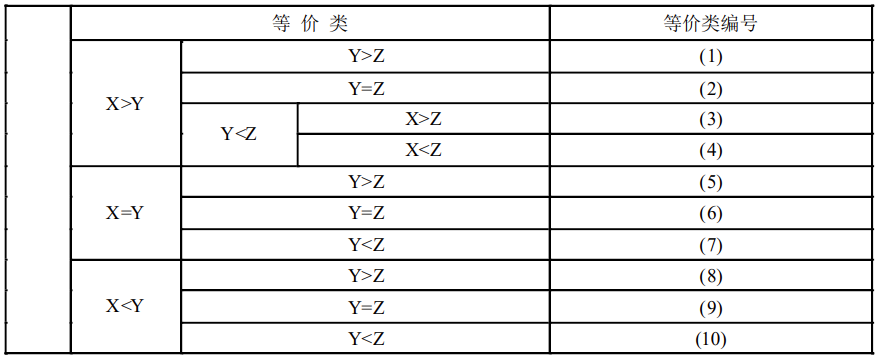 等 价 类 等价类编号
Y>Z (1)
X>Y
Y=Z (2)
Y<Z
X>Z (3)
X<Z (4)
X=Y
Y>Z (5)
Y=Z (6)
Y<Z (7)
X<Y
Y>Z (8)
Y=Z (9)
Y<Z (10)